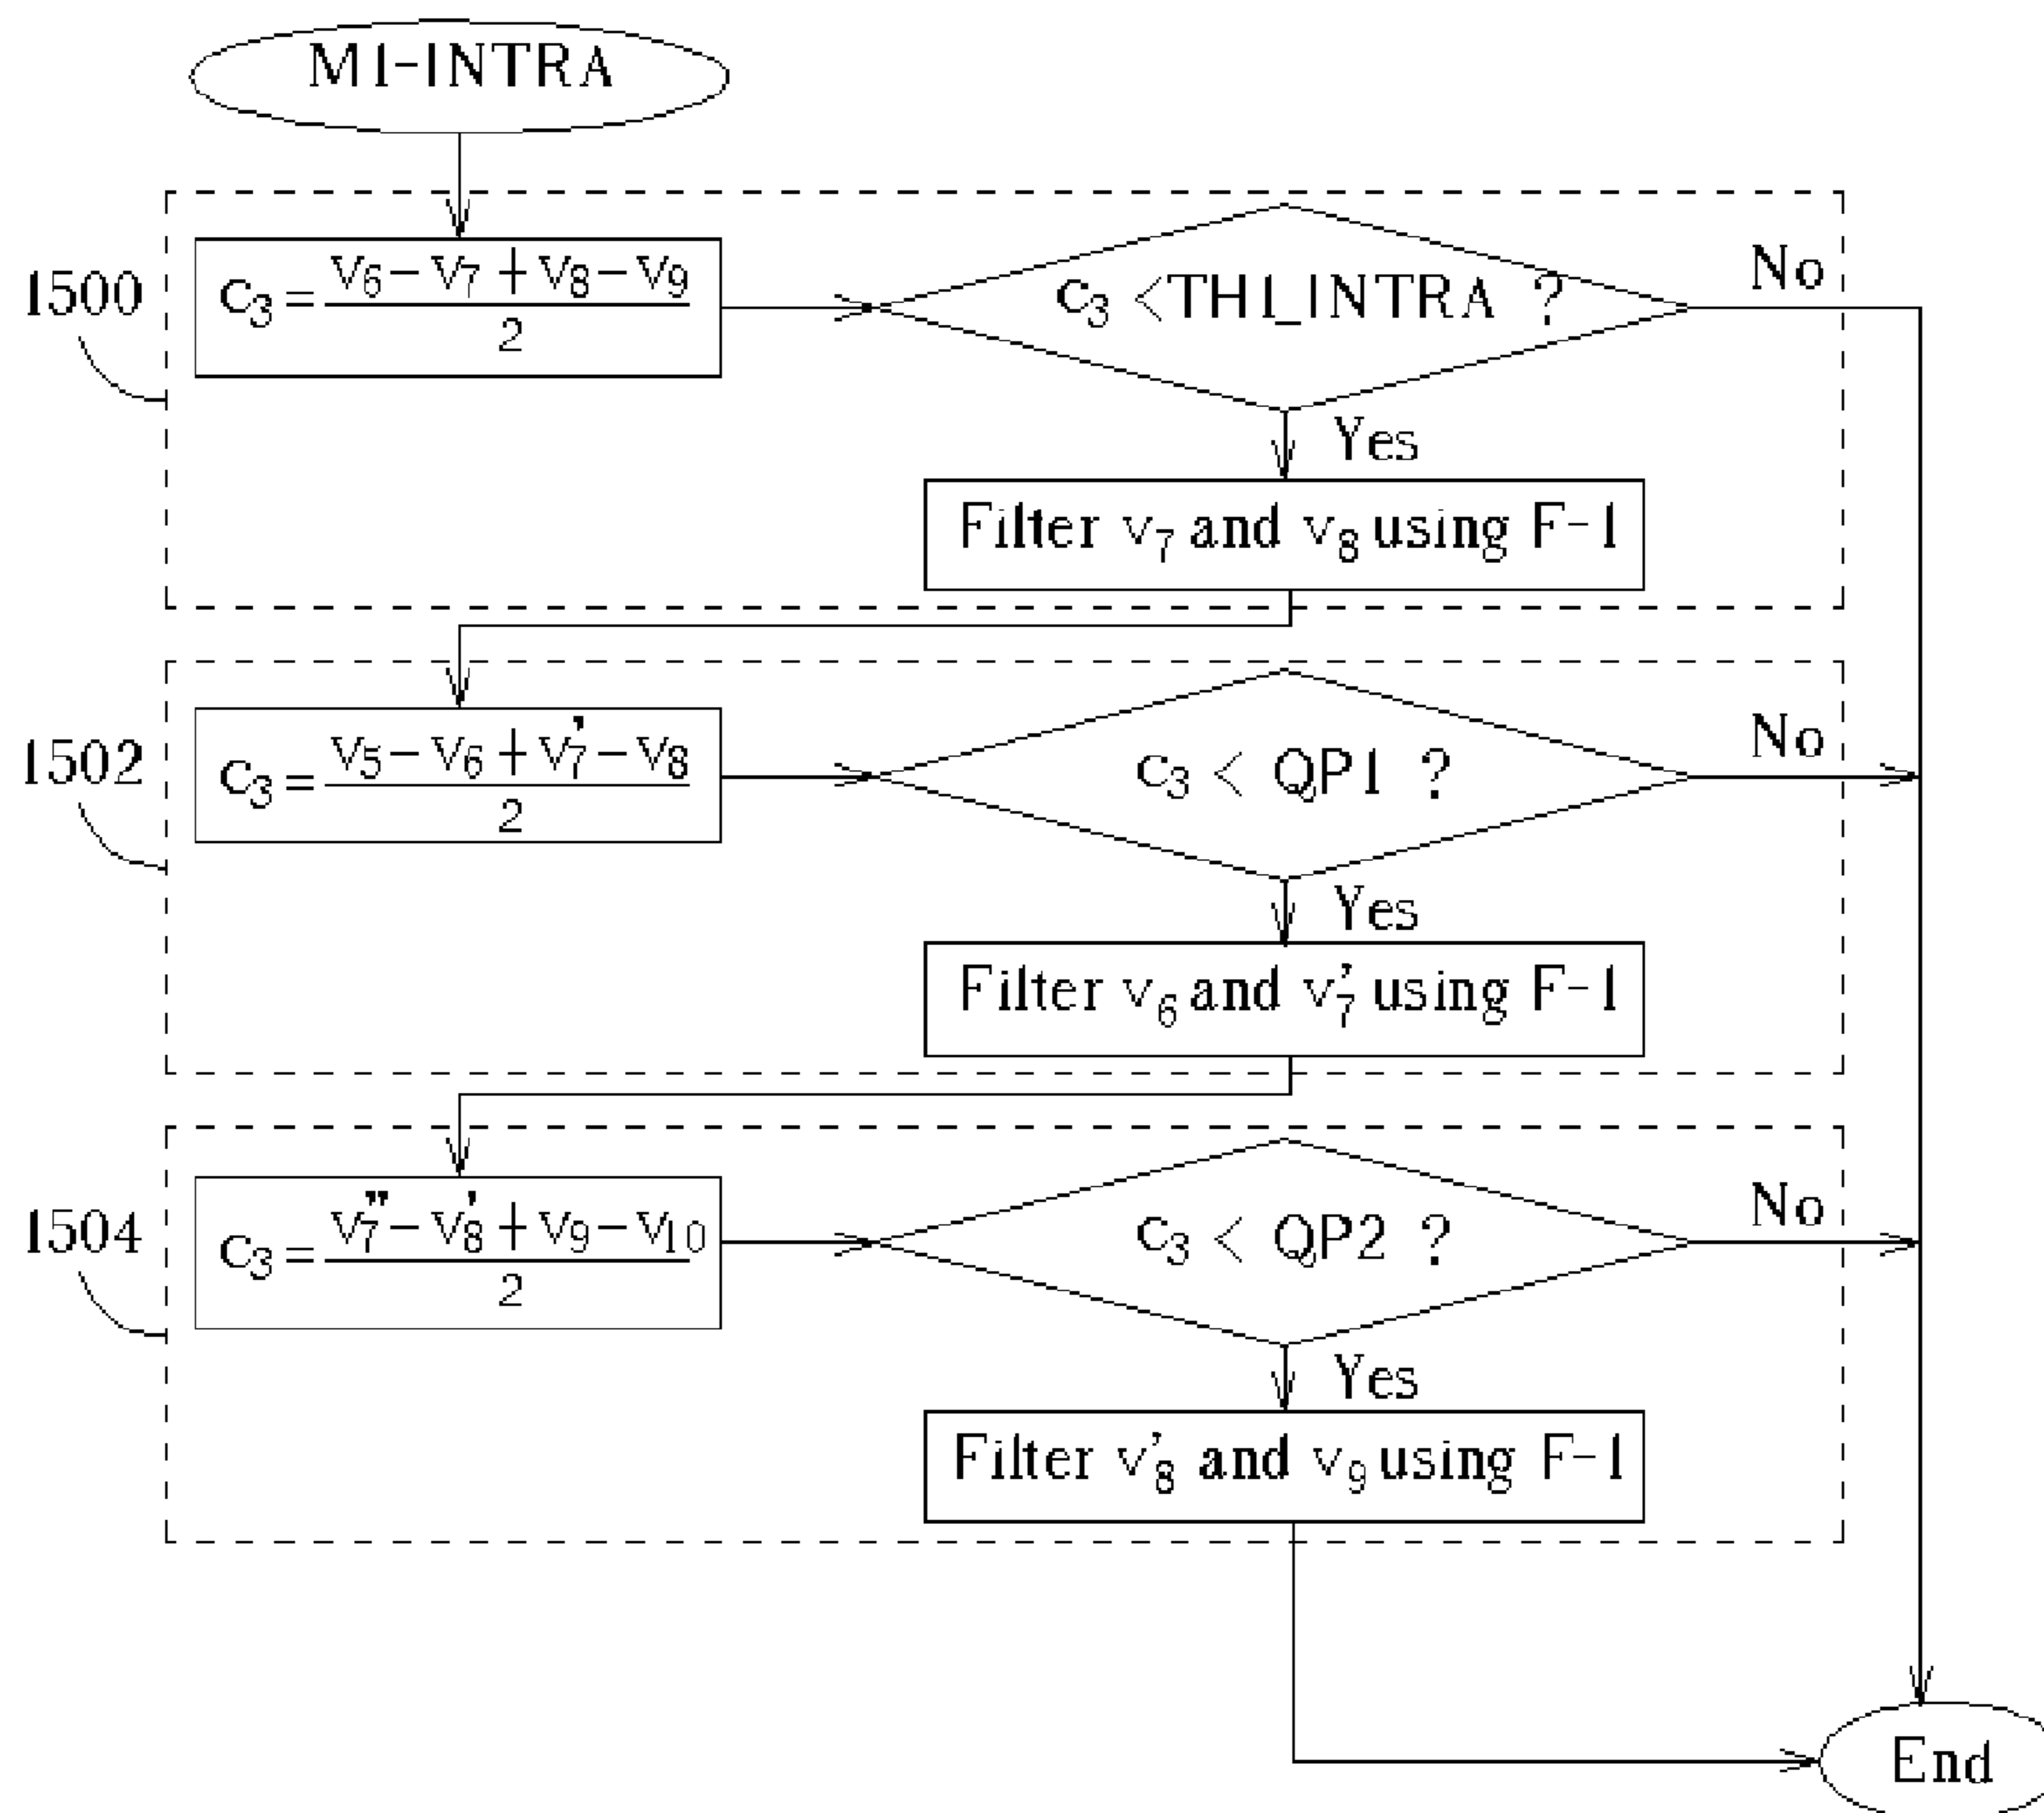 M1-INTRA
1500
c₃ = (v₆ - v₇ + v₈ - v₉) / 2
c₃ < TH1_INTRA ?
No
Yes
Filter v₇ and v₈ using F-1
1502
c₃ = (v₅ - v₆ + v₇' - v₈) / 2
c₃ < QP1 ?
No
Yes
Filter v₆ and v₇' using F-1
1504
c₃ = (v₇'' - v₈' + v₉ - v₁₀) / 2
c₃ < QP2 ?
No
Yes
Filter v₈' and v₉ using F-1
End